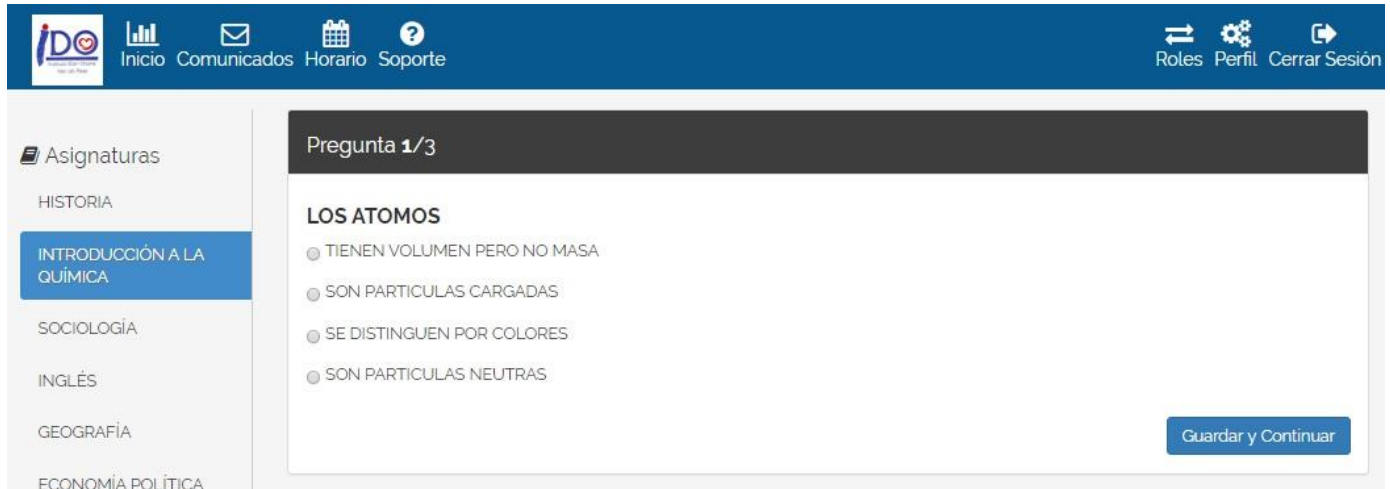 İDO
Inicio Comunicados Horario Soporte
Roles Perfil Cerrar Sesión
Asignaturas
HISTORIA
INTRODUCCIÓN A LA
QUÍMICA
SOCIOLOGÍA
INGLÉS
GEOGRAFÍA
ECONOMÍA POLÍTICA
Pregunta 1/3
LOS ATOMOS
TIENEN VOLUMEN PERO NO MASA
SON PARTICULAS CARGADAS
SE DISTINGUEN POR COLORES
SON PARTICULAS NEUTRAS
Guardar y Continuar